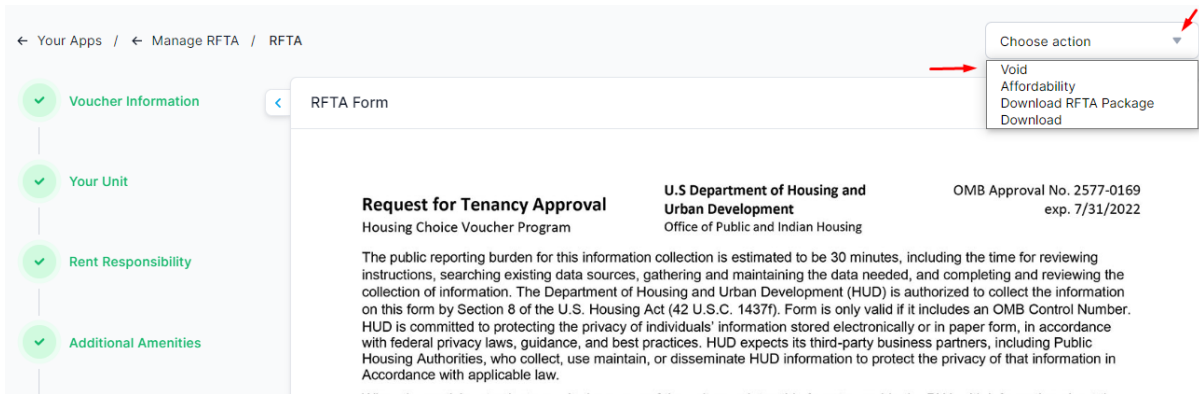 ← Your Apps / ← Manage RFTA / RFTA
Choose action
Void
Affordability
Download RFTA Package
Download
Voucher Information
Your Unit
Rent Responsibility
Additional Amenities
RFTA Form
Request for Tenancy Approval
Housing Choice Voucher Program
U.S Department of Housing and
Urban Development
Office of Public and Indian Housing
OMB Approval No. 2577-0169
exp. 7/31/2022
The public reporting burden for this information collection is estimated to be 30 minutes, including the time for reviewing
instructions, searching existing data sources, gathering and maintaining the data needed, and completing and reviewing the
collection of information. The Department of Housing and Urban Development (HUD) is authorized to collect the information
on this form by Section 8 of the U.S. Housing Act (42 U.S.C. 1437f). Form is only valid if it includes an OMB Control Number.
HUD is committed to protecting the privacy of individuals' information stored electronically or in paper form, in accordance
with federal privacy laws, guidance, and best practices. HUD expects its third-party business partners, including Public
Housing Authorities, who collect, use maintain, or disseminate HUD information to protect the privacy of that information in
Accordance with applicable law.